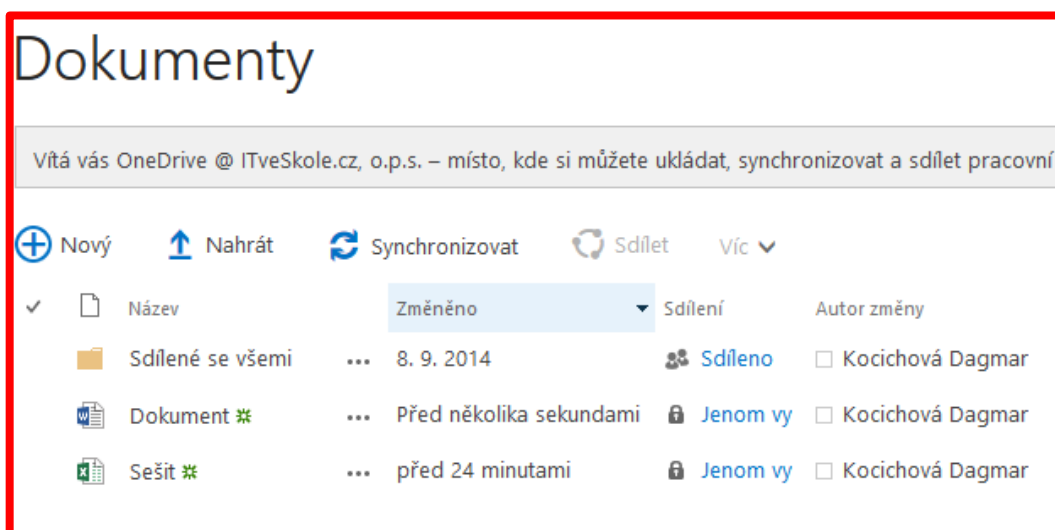 Dokumenty
Vítá vás OneDrive @ ITveSkole.cz, o.p.s. – místo, kde si můžete ukládat, synchronizovat a sdílet pracovní
Nový Nahrát Synchronizovat Sdílet Víc
Název Změněno Sdílení Autor změny
Sdílené se všemi ... 8. 9. 2014 Sdíleno Kocichová Dagmar
Dokument ... Před několika sekundami Jenom vy Kocichová Dagmar
Sešit ... před 24 minutami Jenom vy Kocichová Dagmar